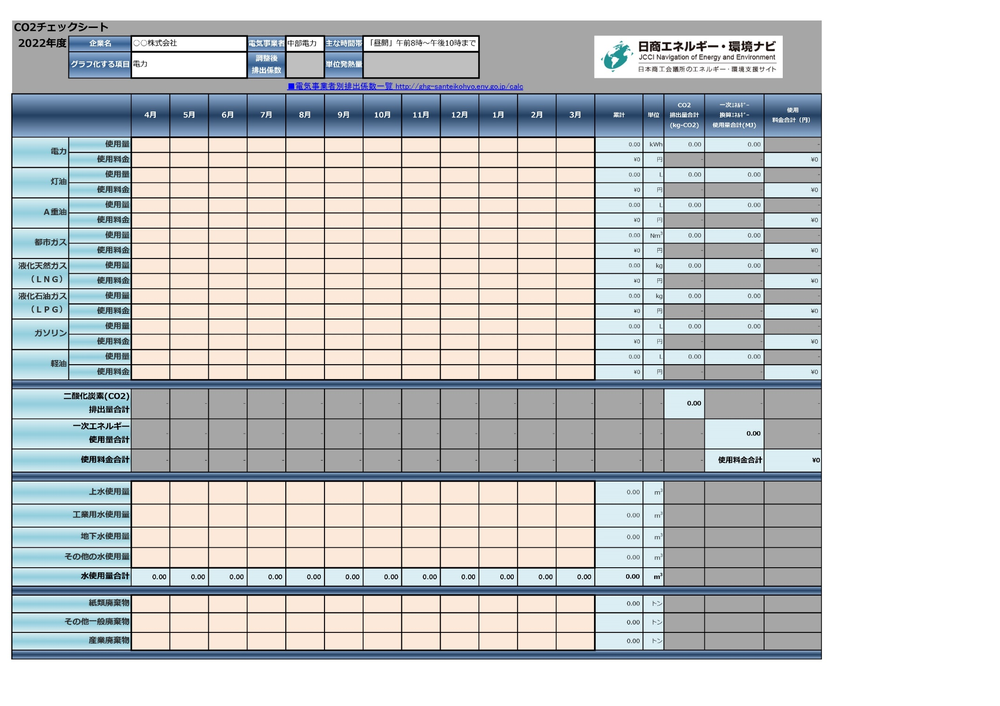 CO2チェックシート
2022年度 企業名 ○○株式会社 電気事業者 中部電力 主な時間帯 「昼間」午前8時～午後10時まで
グラフ化する項目 電力 調整後 排出係数 単位発熱量
日商エネルギー・環境ナビ
JCCI Navigation of Energy and Environment
日本商工会議所のエネルギー・環境支援サイト
■電気事業者別排出係数一覧 http://ghg-santeikohyo.env.go.jp/calc
4月 5月 6月 7月 8月 9月 10月 11月 12月 1月 2月 3月 累計 単位 CO2 排出量合計 (kg-CO2) 一次ｴﾈﾙｷﾞｰ 換算ｴﾈﾙｷﾞｰ 使用量合計(MJ) 使用 料金合計（円）
電力 使用量 0.00 kWh 0.00 0.00 -
使用料金 ¥0 円 - - ¥0
灯油 使用量 0.00 L 0.00 0.00 -
使用料金 ¥0 円 - - ¥0
A重油 使用量 0.00 L 0.00 0.00 -
使用料金 ¥0 円 - - ¥0
都市ガス 使用量 0.00 Nm³ 0.00 0.00 -
使用料金 ¥0 円 - - ¥0
液化天然ガス （ＬＮＧ） 使用量 0.00 kg 0.00 0.00 -
使用料金 ¥0 円 - - ¥0
液化石油ガス （ＬＰＧ） 使用量 0.00 kg 0.00 0.00 -
使用料金 ¥0 円 - - ¥0
ガソリン 使用量 0.00 L 0.00 0.00 -
使用料金 ¥0 円 - - ¥0
軽油 使用量 0.00 L 0.00 0.00 -
使用料金 ¥0 円 - - ¥0
二酸化炭素(CO2) 排出量合計 - - - - - - - - - - - - - - 0.00 - -
一次エネルギー 使用量合計 - - - - - - - - - - - - - - - 0.00 -
使用料金合計 - - - - - - - - - - - - - - - 使用料金合計 ¥0
上水使用量 0.00 m³
工業用水使用量 0.00 m³
地下水使用量 0.00 m³
その他の水使用量 0.00 m³
水使用量合計 0.00 0.00 0.00 0.00 0.00 0.00 0.00 0.00 0.00 0.00 0.00 0.00 0.00 m³
紙類廃棄物 0.00 トン
その他一般廃棄物 0.00 トン
産業廃棄物 0.00 トン